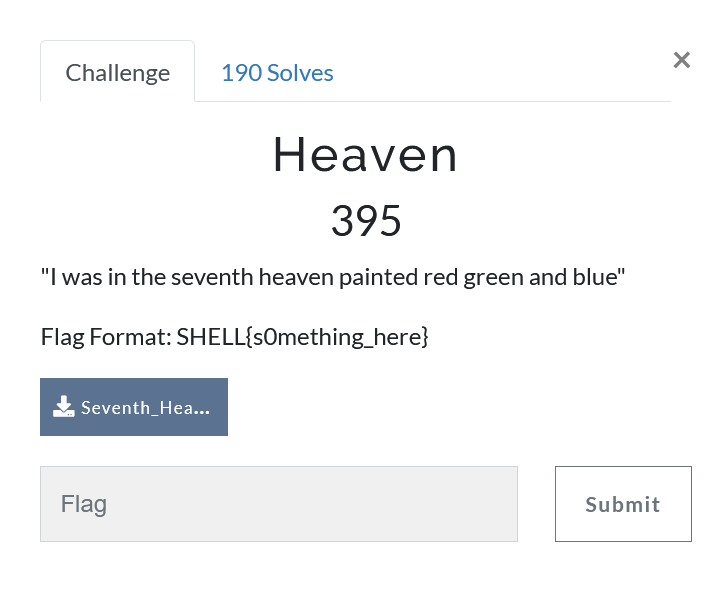 Challenge
190 Solves
×
Heaven
395
"I was in the seventh heaven painted red green and blue"
Flag Format: SHELL{s0mething_here}
Seventh_Hea...
Flag
Submit